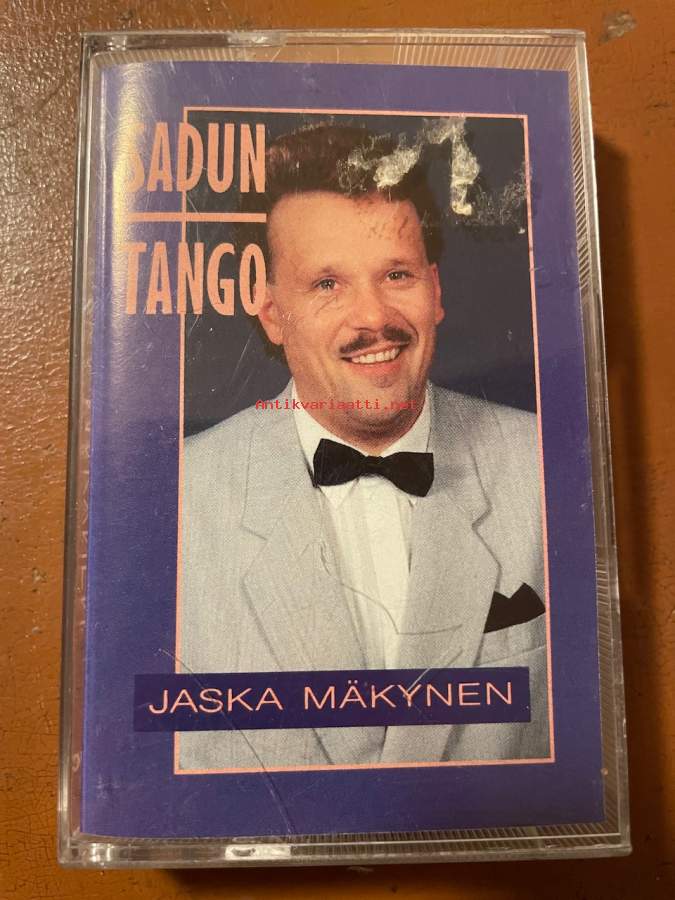 SADUN
TANGO
Antikvariaatti.net
JASKA MÄKYNEN